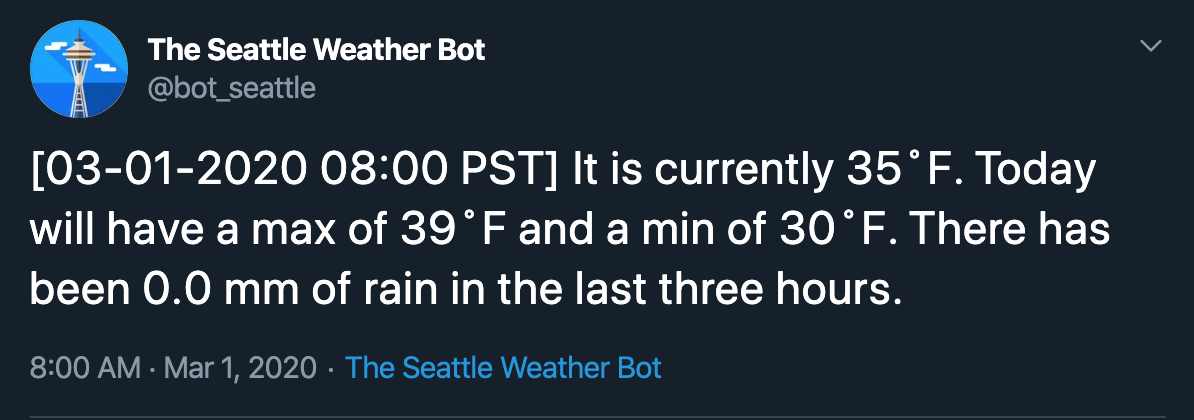 The Seattle Weather Bot
@bot_seattle
[03-01-2020 08:00 PST] It is currently 35˚F. Today
will have a max of 39˚F and a min of 30˚F. There has
been 0.0 mm of rain in the last three hours.
8:00 AM · Mar 1, 2020 · The Seattle Weather Bot